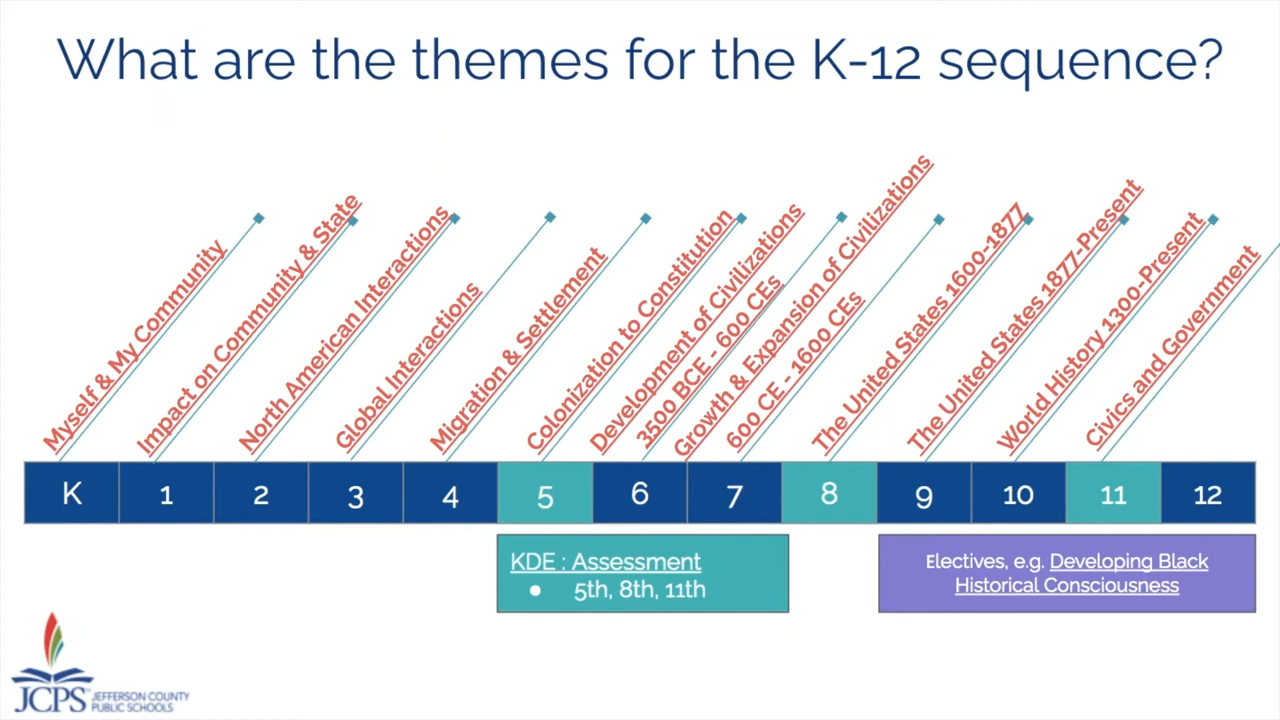 What are the themes for the K-12 sequence?
Myself & My Community
Impact on Community & State
North American Interactions
Global Interactions
Migration & Settlement
Colonization to Constitution
Development of Civilizations
3500 BCE - 600 CEs
Growth & Expansion of Civilizations
600 CE - 1600 CEs
The United States 1600-1877
The United States 1877-Present
World History 1300-Present
Civics and Government
K 1 2 3 4 5 6 7 8 9 10 11 12
KDE : Assessment
● 5th, 8th, 11th
Electives, e.g. Developing Black
Historical Consciousness
JCPS JEFFERSON COUNTY
PUBLIC SCHOOLS